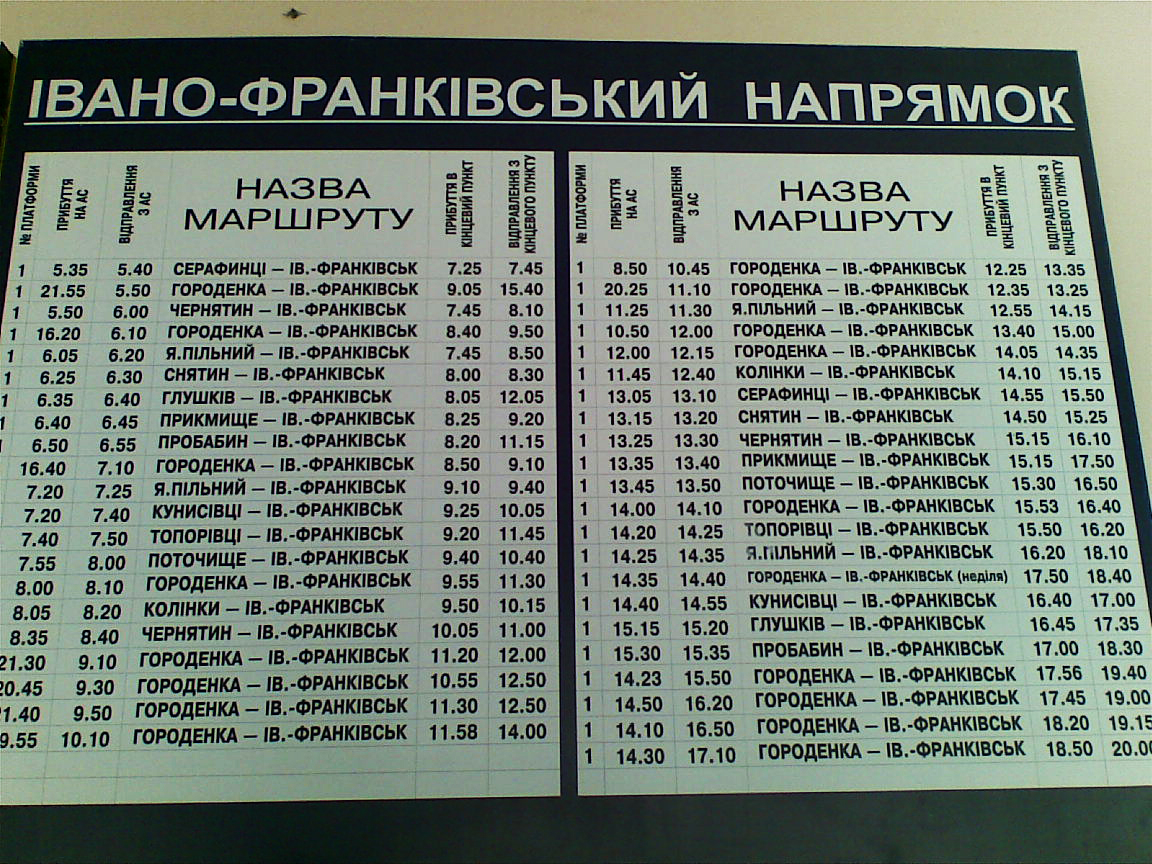 ІВАНО-ФРАНКІВСЬКИЙ НАПРЯМОК
№ ПЛАТФОРМИ ПРИБУТТЯ НА АС ВІДПРАВЛЕННЯ З АС НАЗВА МАРШРУТУ ПРИБУТТЯ В КІНЦЕВИЙ ПУНКТ ВІДПРАВЛЕННЯ З КІНЦЕВОГО ПУНКТУ
1 5.35 5.40 СЕРАФИНЦІ – ІВ.-ФРАНКІВСЬК 7.25 7.45
1 21.55 5.50 ГОРОДЕНКА – ІВ.-ФРАНКІВСЬК 9.05 15.40
1 5.50 6.00 ЧЕРНЯТИН – ІВ.-ФРАНКІВСЬК 7.45 8.10
1 16.20 6.10 ГОРОДЕНКА – ІВ.-ФРАНКІВСЬК 8.40 9.50
1 6.05 6.20 Я.ПІЛЬНИЙ – ІВ.-ФРАНКІВСЬК 7.45 8.50
1 6.25 6.30 СНЯТИН – ІВ.-ФРАНКІВСЬК 8.00 8.30
1 6.35 6.40 ГЛУШКІВ – ІВ.-ФРАНКІВСЬК 8.05 12.05
1 6.40 6.45 ПРИКМИЩЕ – ІВ.-ФРАНКІВСЬК 8.25 9.20
1 6.50 6.55 ПРОБАБИН – ІВ.-ФРАНКІВСЬК 8.20 11.15
16.40 7.10 ГОРОДЕНКА – ІВ.-ФРАНКІВСЬК 8.50 9.10
7.20 7.25 Я.ПІЛЬНИЙ – ІВ.-ФРАНКІВСЬК 9.10 9.40
7.20 7.40 КУНИСІВЦІ – ІВ.-ФРАНКІВСЬК 9.25 10.05
7.40 7.50 ТОПОРІВЦІ – ІВ.-ФРАНКІВСЬК 9.20 11.45
7.55 8.00 ПОТОЧИЩЕ – ІВ.-ФРАНКІВСЬК 9.40 10.40
8.00 8.10 ГОРОДЕНКА – ІВ.-ФРАНКІВСЬК 9.55 11.30
8.05 8.20 КОЛІНКИ – ІВ.-ФРАНКІВСЬК 9.50 10.15
8.35 8.40 ЧЕРНЯТИН – ІВ.-ФРАНКІВСЬК 10.05 11.00
21.30 9.10 ГОРОДЕНКА – ІВ.-ФРАНКІВСЬК 11.20 12.00
20.45 9.30 ГОРОДЕНКА – ІВ.-ФРАНКІВСЬК 10.55 12.50
21.40 9.50 ГОРОДЕНКА – ІВ.-ФРАНКІВСЬК 11.30 12.50
9.55 10.10 ГОРОДЕНКА – ІВ.-ФРАНКІВСЬК 11.58 14.00
№ ПЛАТФОРМИ ПРИБУТТЯ НА АС ВІДПРАВЛЕННЯ З АС НАЗВА МАРШРУТУ ПРИБУТТЯ В КІНЦЕВИЙ ПУНКТ ВІДПРАВЛЕННЯ З КІНЦЕВОГО ПУНКТУ
1 8.50 10.45 ГОРОДЕНКА – ІВ.-ФРАНКІВСЬК 12.25 13.35
1 20.25 11.10 ГОРОДЕНКА – ІВ.-ФРАНКІВСЬК 12.35 13.25
1 11.25 11.30 Я.ПІЛЬНИЙ – ІВ.-ФРАНКІВСЬК 12.55 14.15
1 10.50 12.00 ГОРОДЕНКА – ІВ.-ФРАНКІВСЬК 13.40 15.00
1 12.00 12.15 ГОРОДЕНКА – ІВ.-ФРАНКІВСЬК 14.05 14.35
1 11.45 12.40 КОЛІНКИ – ІВ.-ФРАНКІВСЬК 14.10 15.15
1 13.05 13.10 СЕРАФИНЦІ – ІВ.-ФРАНКІВСЬК 14.55 15.50
1 13.15 13.20 СНЯТИН – ІВ.-ФРАНКІВСЬК 14.50 15.25
1 13.25 13.30 ЧЕРНЯТИН – ІВ.-ФРАНКІВСЬК 15.15 16.10
1 13.35 13.40 ПРИКМИЩЕ – ІВ.-ФРАНКІВСЬК 15.15 17.50
1 13.45 13.50 ПОТОЧИЩЕ – ІВ.-ФРАНКІВСЬК 15.30 16.50
1 14.00 14.10 ГОРОДЕНКА – ІВ.-ФРАНКІВСЬК 15.53 16.40
1 14.20 14.25 ТОПОРІВЦІ – ІВ.-ФРАНКІВСЬК 15.50 16.20
1 14.25 14.35 Я.ПІЛЬНИЙ – ІВ.-ФРАНКІВСЬК 16.20 18.10
1 14.35 14.40 ГОРОДЕНКА – ІВ.-ФРАНКІВСЬК (неділя) 17.50 18.40
1 14.40 14.55 КУНИСІВЦІ – ІВ.-ФРАНКІВСЬК 16.40 17.00
1 15.15 15.20 ГЛУШКІВ – ІВ.-ФРАНКІВСЬК 16.45 17.35
1 15.30 15.35 ПРОБАБИН – ІВ.-ФРАНКІВСЬК 17.00 18.30
1 14.23 15.50 ГОРОДЕНКА – ІВ.-ФРАНКІВСЬК 17.56 19.40
1 14.50 16.20 ГОРОДЕНКА – ІВ.-ФРАНКІВСЬК 17.45 19.00
1 14.10 16.50 ГОРОДЕНКА – ІВ.-ФРАНКІВСЬК 18.20 19.15
1 14.30 17.10 ГОРОДЕНКА – ІВ.-ФРАНКІВСЬК 18.50 20.00